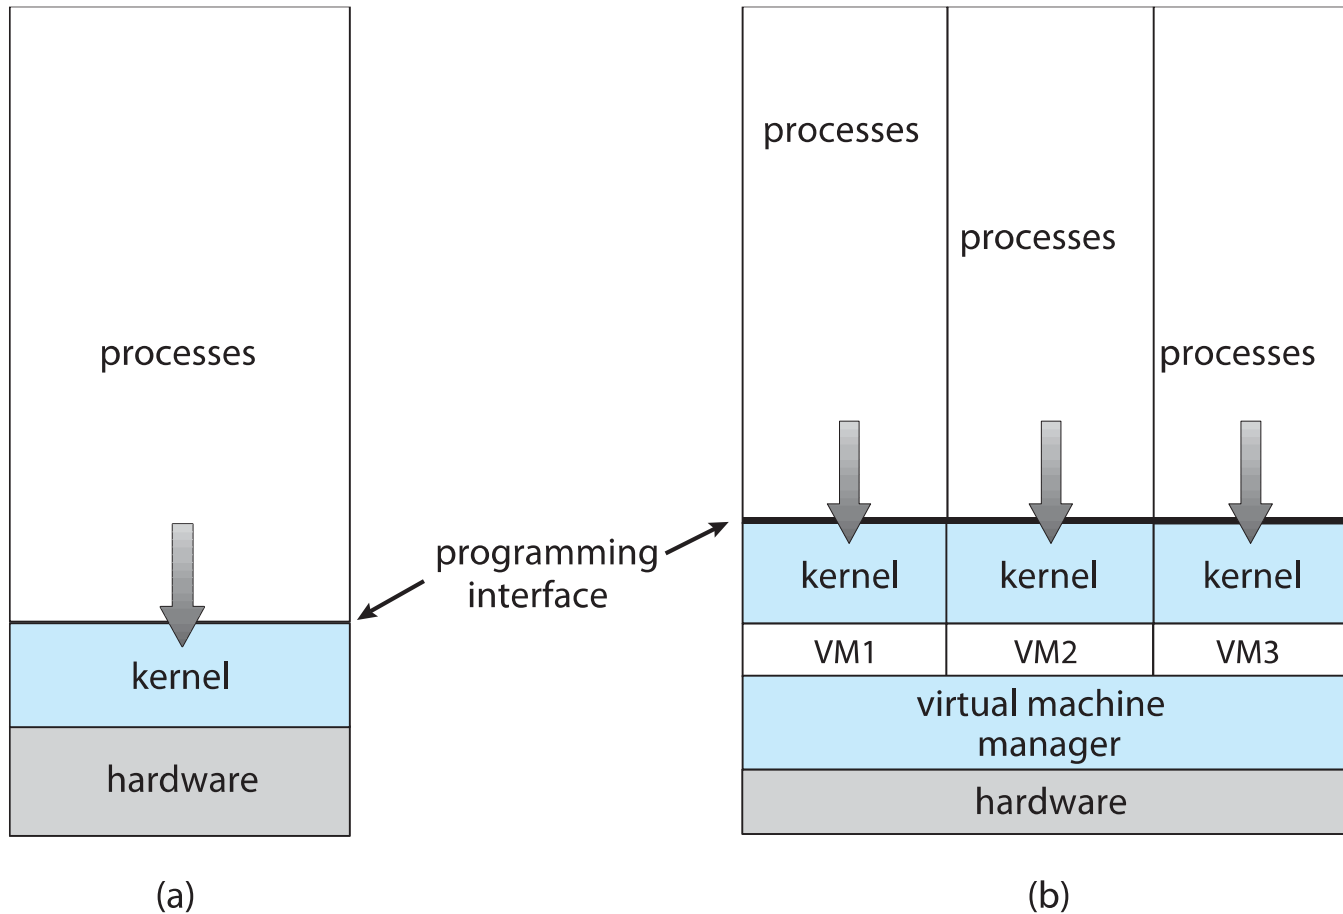 processes
kernel
hardware
(a)
programming
interface
processes
processes
processes
kernel
kernel
kernel
VM1
VM2
VM3
virtual machine
manager
hardware
(b)